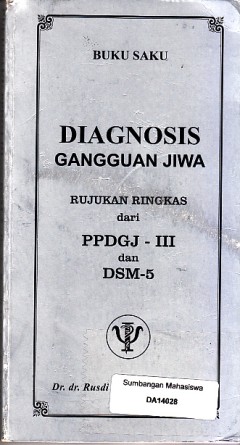 BUKU SAKU
DIAGNOSIS
GANGGUAN JIWA
RUJUKAN RINGKAS
dari
PPDGJ - III
dan
DSM-5
Dr. dr. Rusdi
Sumbangan Mahasiswa
DA14028